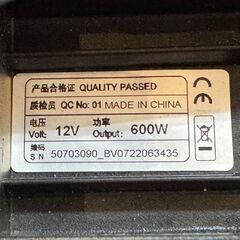 产品合格证 QUALITY PASSED
质检员 QC No: 01 MADE IN CHINA
电压 功率
Volt: 12V Output: 600W
编码
S N 50703090_BV0722063435
CE